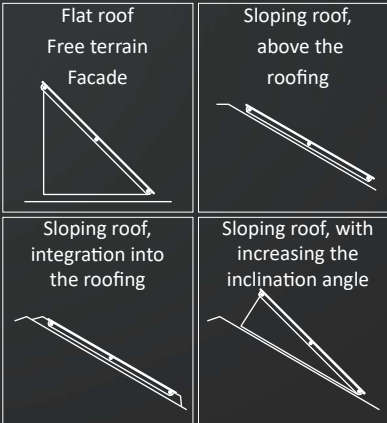 Flat roof
Free terrain
Facade
Sloping roof,
above the
roofing
Sloping roof,
integration into
the roofing
Sloping roof, with
increasing the
inclination angle